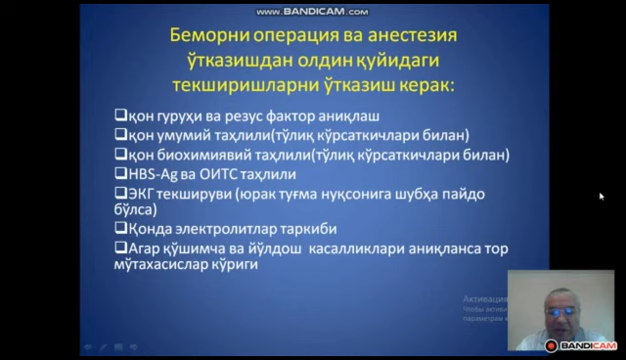 www.BANDICAM.com
Беморни операция ва анестезия
ўтказишдан олдин қуйидаги
текширишларни ўтказиш керак:
қон гуруҳи ва резус фактор аниқлаш
қон умумий таҳлили(тўлиқ кўрсаткичлари билан)
қон биохимиявий таҳлили(тўлиқ кўрсаткичлари билан)
HBS-Ag ва ОИТС таҳлили
ЭКГ текшируви (юрак туғма нуқсонига шубҳа пайдо
бўлса)
Қонда электролитлар таркиби
Агар қўшимча ва йўлдош касалликлари аниқланса тор
мўтахасислар кўриги
Активация
Чтобы
параметры
BANDICAM